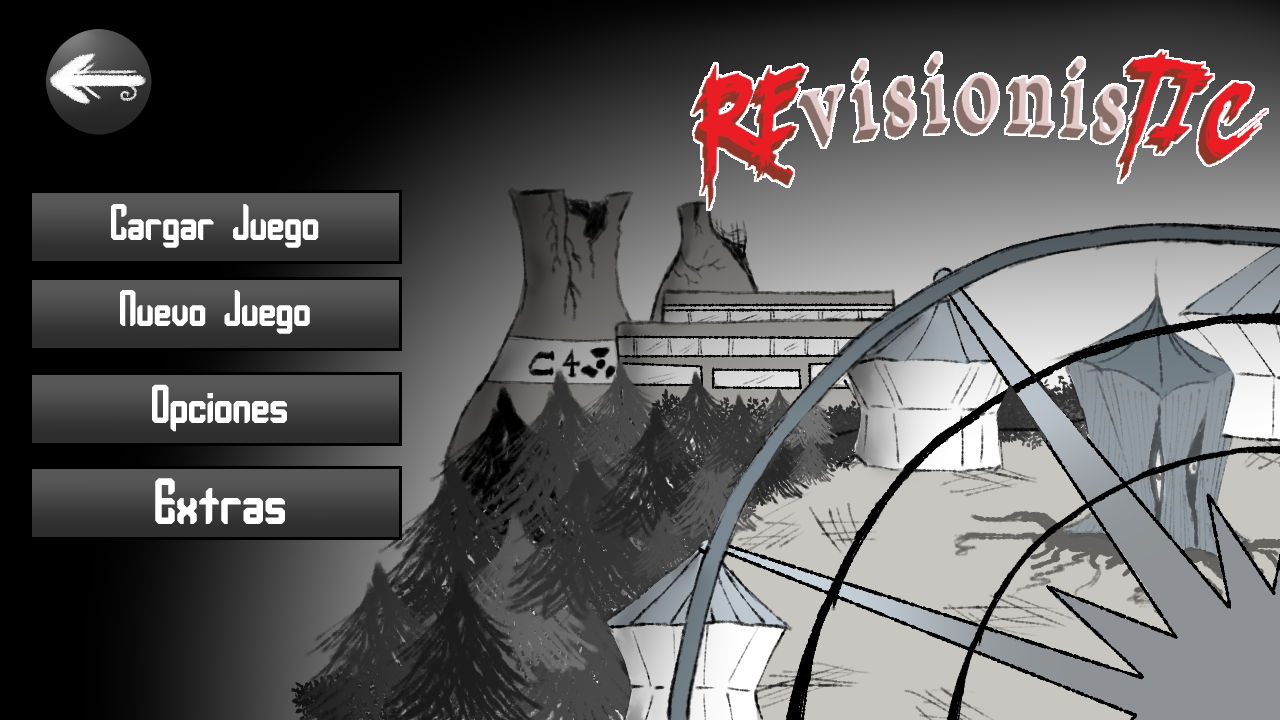 REvisionisTIC
Cargar Juego
Nuevo Juego
Opciones
Extras
C4